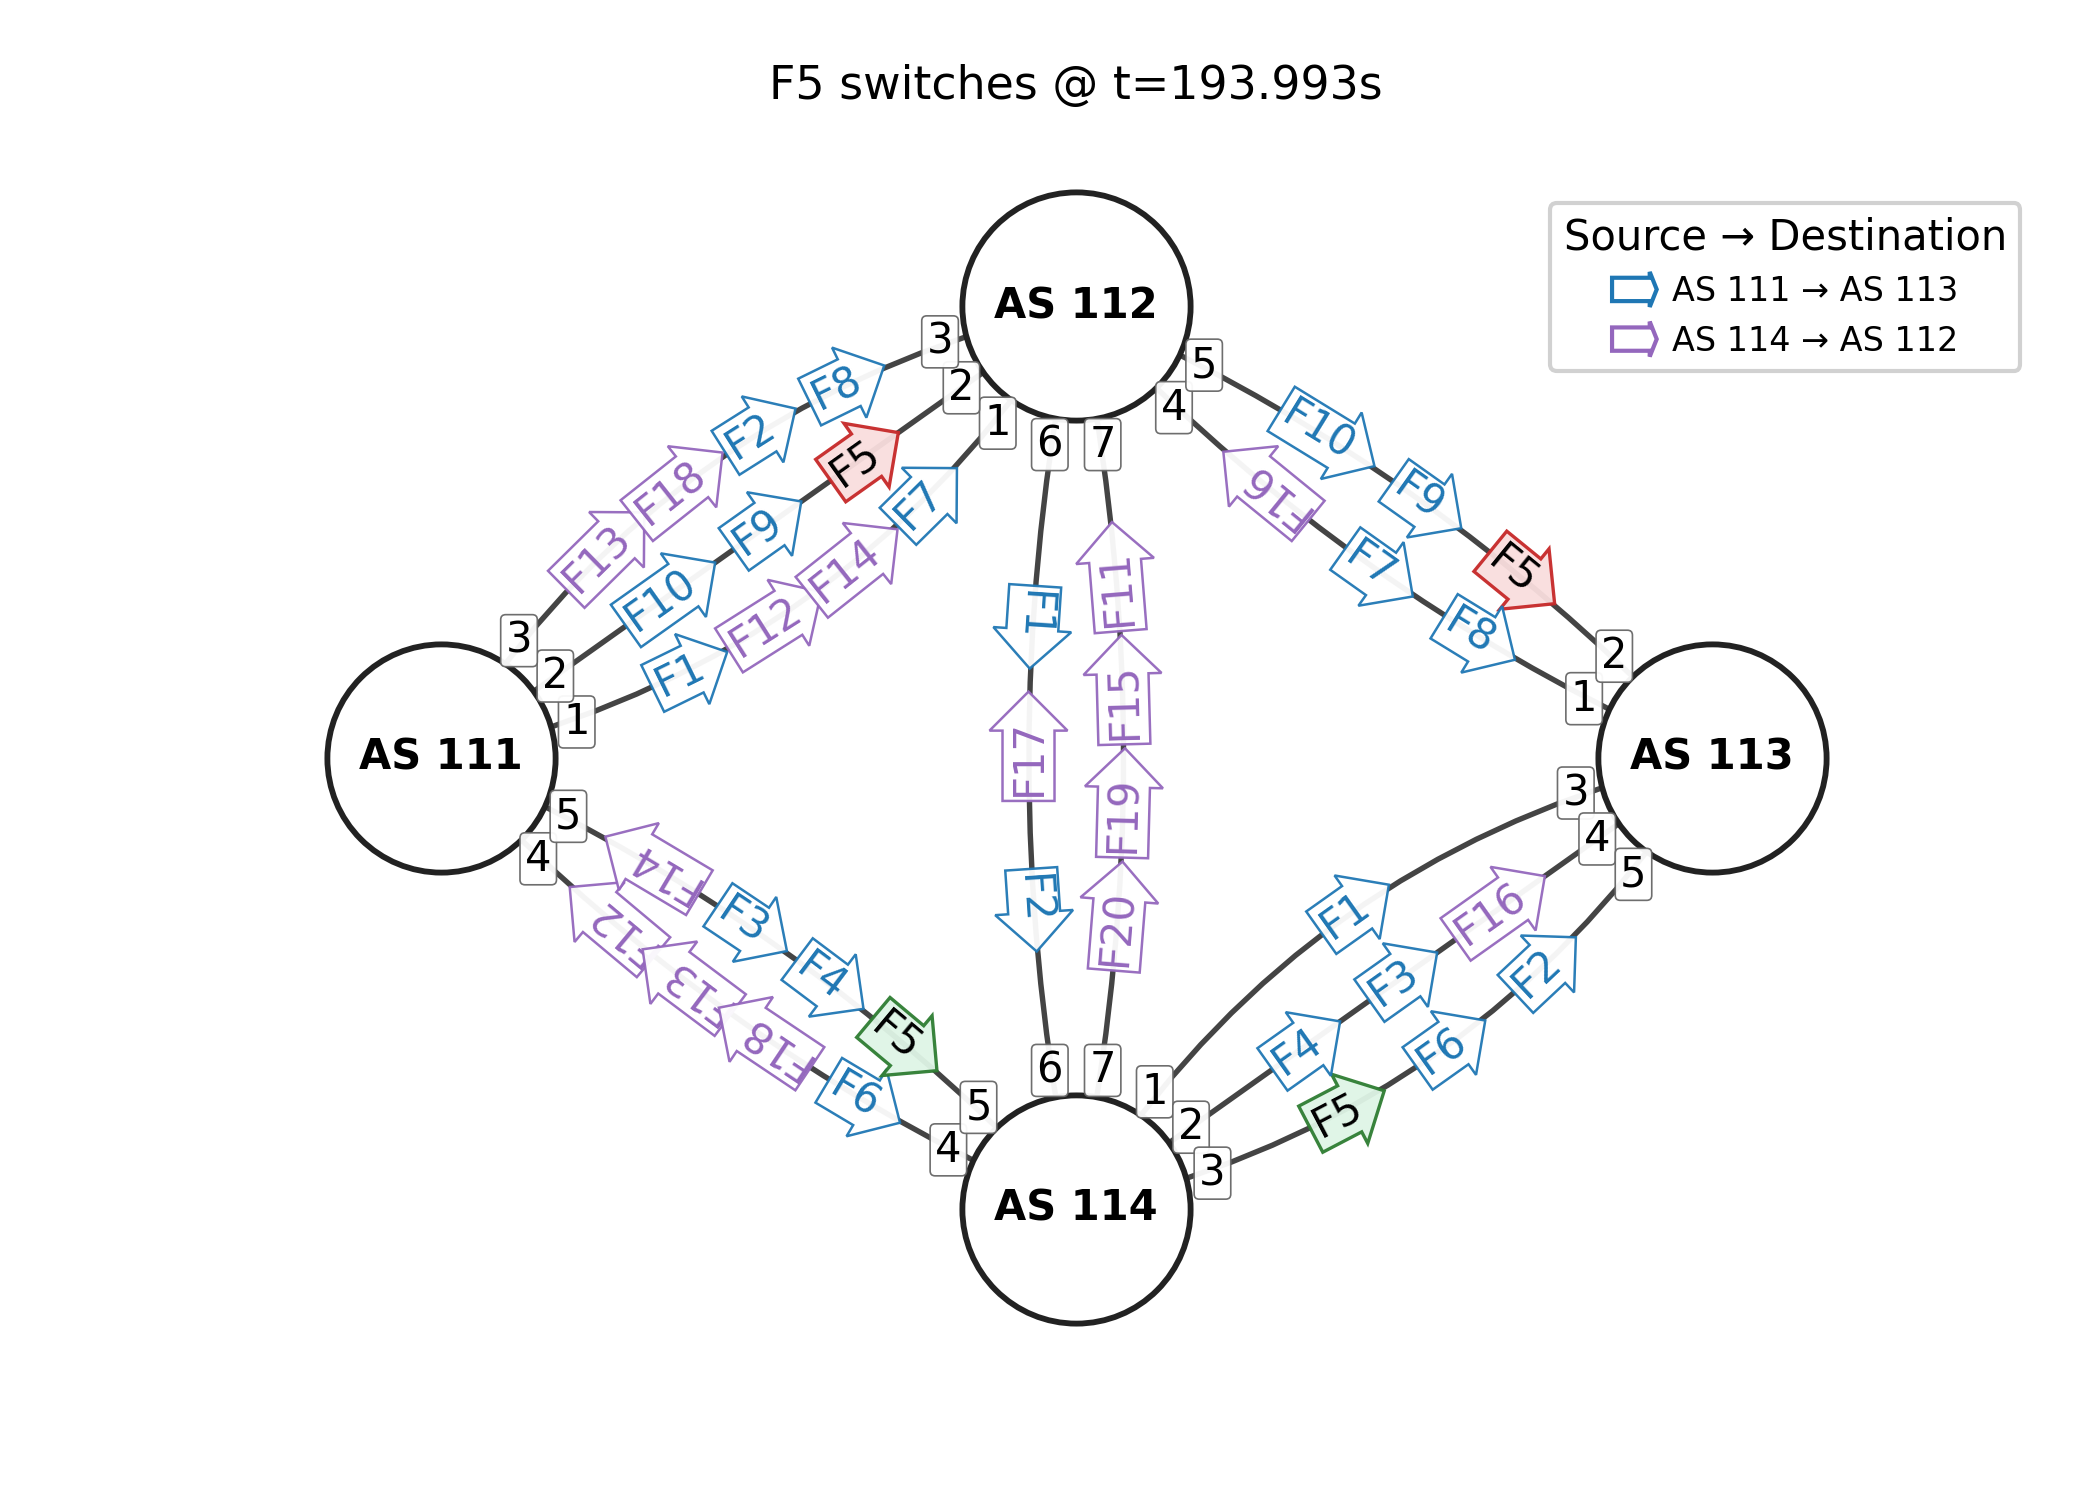 F5 switches @ t=193.993s
Source → Destination
AS 111 → AS 113
AS 114 → AS 112
AS 112
3
2
1
6
7
4
5
F8
F2
F18
F13
F5
F9
F10
F7
F14
F12
F1
F10
F9
F5
F16
F7
F8
3
2
1
2
1
AS 111
AS 113
F1
F17
F2
F11
F15
F19
F20
5
4
3
4
5
F14
F3
F4
F5
F12
F13
F18
F6
F1
F16
F3
F4
F2
F6
F5
5
4
6
7
1
2
3
AS 114